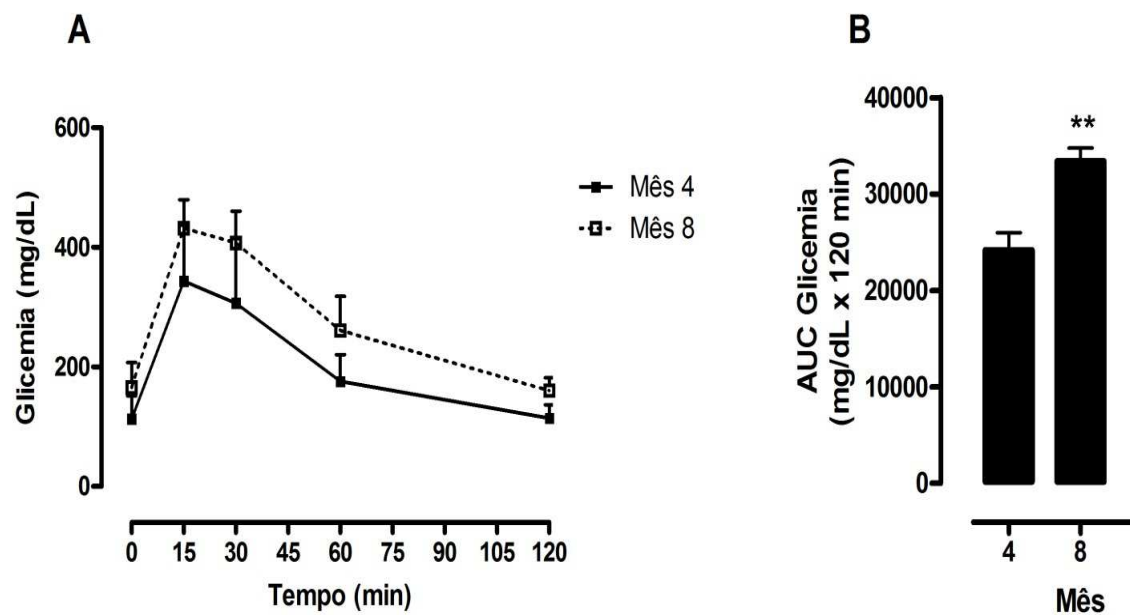 A
Glicemia (mg/dL)
600
400
200
0
0 15 30 45 60 75 90 105 120
Tempo (min)
Mês 4
Mês 8
B
AUC Glicemia
(mg/dL x 120 min)
40000
30000
20000
10000
0
**
4 8
Mês